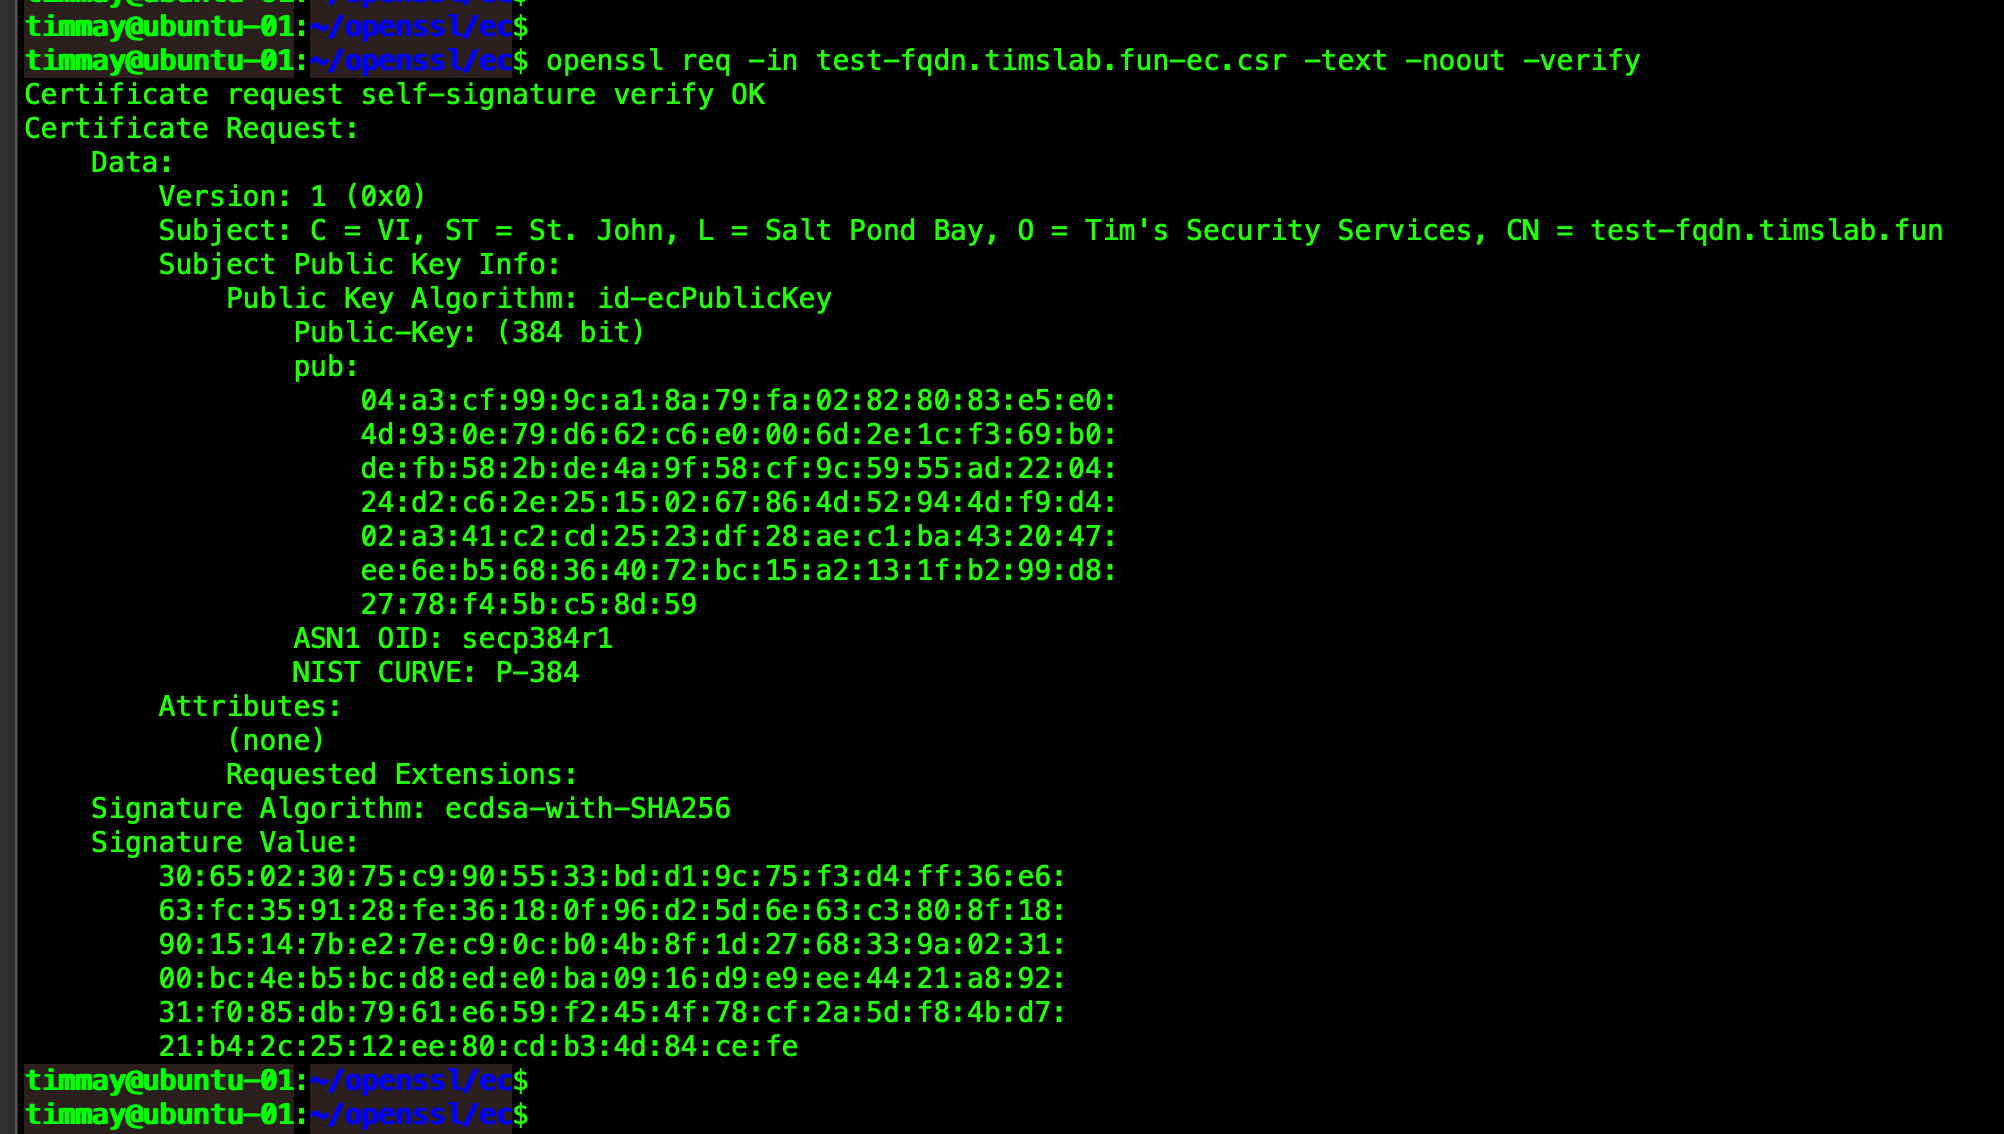 timmay@ubuntu-01:~/openssl/ec$
timmay@ubuntu-01:~/openssl/ec$
timmay@ubuntu-01:~/openssl/ec$ openssl req -in test-fqdn.timslab.fun-ec.csr -text -noout -verify
Certificate request self-signature verify OK
Certificate Request:
    Data:
        Version: 1 (0x0)
        Subject: C = VI, ST = St. John, L = Salt Pond Bay, O = Tim's Security Services, CN = test-fqdn.timslab.fun
        Subject Public Key Info:
            Public Key Algorithm: id-ecPublicKey
                Public-Key: (384 bit)
                pub:
                    04:a3:cf:99:9c:a1:8a:79:fa:02:82:80:83:e5:e0:
                    4d:93:0e:79:d6:62:c6:e0:00:6d:2e:1c:f3:69:b0:
                    de:fb:58:2b:de:4a:9f:58:cf:9c:59:55:ad:22:04:
                    24:d2:c6:2e:25:15:02:67:86:4d:52:94:4d:f9:d4:
                    02:a3:41:c2:cd:25:23:df:28:ae:c1:ba:43:20:47:
                    ee:6e:b5:68:36:40:72:bc:15:a2:13:1f:b2:99:d8:
                    27:78:f4:5b:c5:8d:59
                ASN1 OID: secp384r1
                NIST CURVE: P-384
        Attributes:
            (none)
            Requested Extensions:
    Signature Algorithm: ecdsa-with-SHA256
    Signature Value:
        30:65:02:30:75:c9:90:55:33:bd:d1:9c:75:f3:d4:ff:36:e6:
        63:fc:35:91:28:fe:36:18:0f:96:d2:5d:6e:63:c3:80:8f:18:
        90:15:14:7b:e2:7e:c9:0c:b0:4b:8f:1d:27:68:33:9a:02:31:
        00:bc:4e:b5:bc:d8:ed:e0:ba:09:16:d9:e9:ee:44:21:a8:92:
        31:f0:85:db:79:61:e6:59:f2:45:4f:78:cf:2a:5d:f8:4b:d7:
        21:b4:2c:25:12:ee:80:cd:b3:4d:84:ce:fe
timmay@ubuntu-01:~/openssl/ec$
timmay@ubuntu-01:~/openssl/ec$